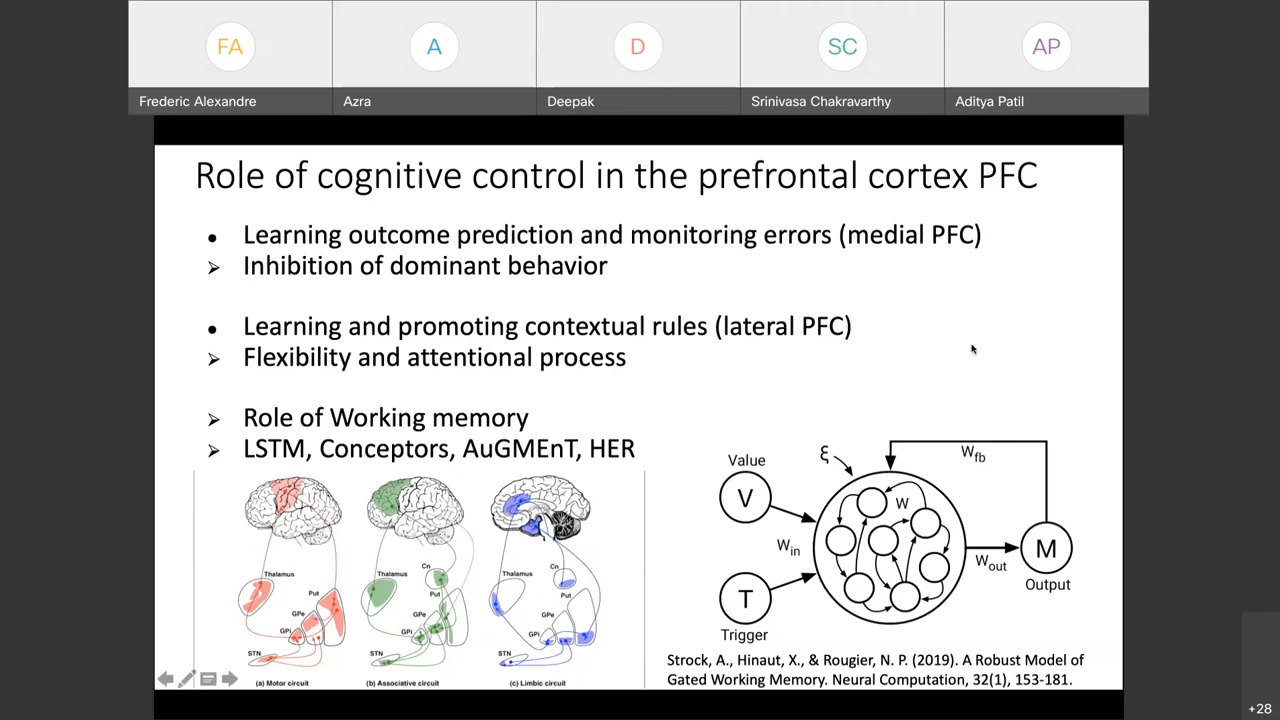 FA
A
D
SC
AP
Frederic Alexandre
Azra
Deepak
Srinivasa Chakravarthy
Aditya Patil
Role of cognitive control in the prefrontal cortex PFC
• Learning outcome prediction and monitoring errors (medial PFC)
➢ Inhibition of dominant behavior
• Learning and promoting contextual rules (lateral PFC)
➢ Flexibility and attentional process
➢ Role of Working memory
➢ LSTM, Conceptors, AuGMEnT, HER
Thalamus
Put
GPe
GPi
STN
(a) Motor circuit
Thalamus
Cn
Put
GPe
GPi
STN
(b) Associative circuit
Thalamus
Cn
Put
GPe
GPi
STN
(c) Limbic circuit
Value
V
ξ
Wfb
W
Win
Wout
M
Output
T
Trigger
Strock, A., Hinaut, X., & Rougier, N. P. (2019). A Robust Model of
Gated Working Memory. Neural Computation, 32(1), 153-181.
+28